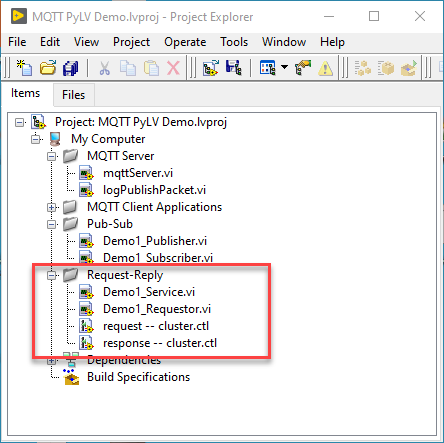 MQTT PyLV Demo.lvproj - Project Explorer
File Edit View Project Operate Tools Window Help
Items Files
Project: MQTT PyLV Demo.lvproj
My Computer
MQTT Server
mqttServer.vi
logPublishPacket.vi
MQTT Client Applications
Pub-Sub
Demo1_Publisher.vi
Demo1_Subscriber.vi
Request-Reply
Demo1_Service.vi
Demo1_Requestor.vi
request -- cluster.ctl
response -- cluster.ctl
Dependencies
Build Specifications